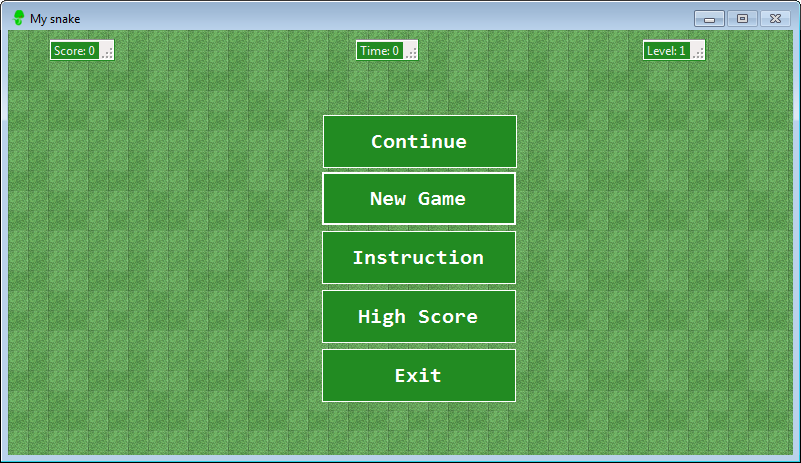 My snake
Score: 0 Time: 0 Level: 1
Continue
New Game
Instruction
High Score
Exit